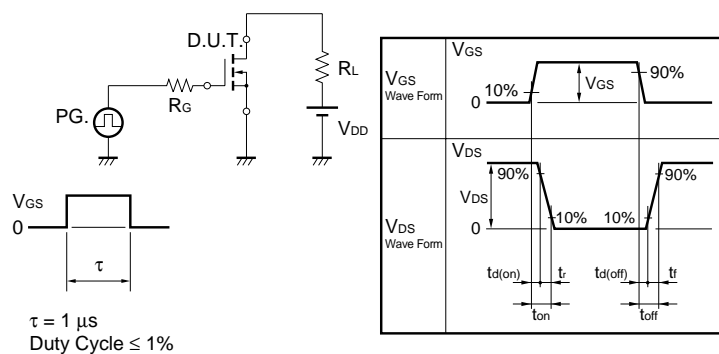 D.U.T.
RL
RG
PG.
VDD
VGS
0
τ
τ = 1 μs
Duty Cycle ≤ 1%
VGS
Wave Form
VGS
10%
0
VGS
90%
VDS
Wave Form
VDS
90%
VDS
0
10%
10%
90%
td(on)
tr
td(off)
tf
ton
toff